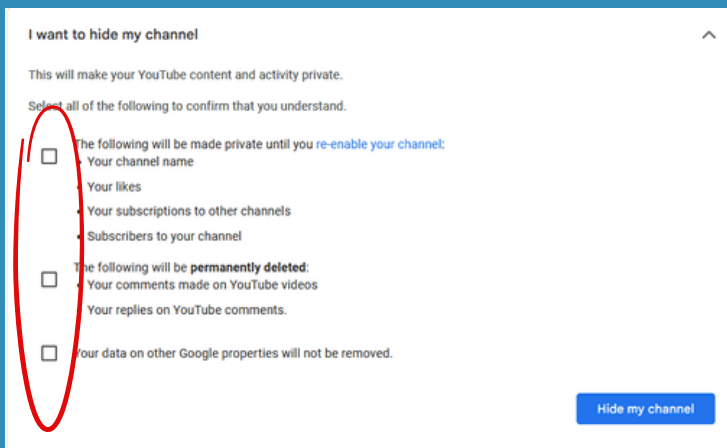 I want to hide my channel
This will make your YouTube content and activity private.
Select all of the following to confirm that you understand.
The following will be made private until you re-enable your channel:
• Your channel name
• Your likes
• Your subscriptions to other channels
• Subscribers to your channel
The following will be permanently deleted:
• Your comments made on YouTube videos
Your replies on YouTube comments.
Your data on other Google properties will not be removed.
Hide my channel